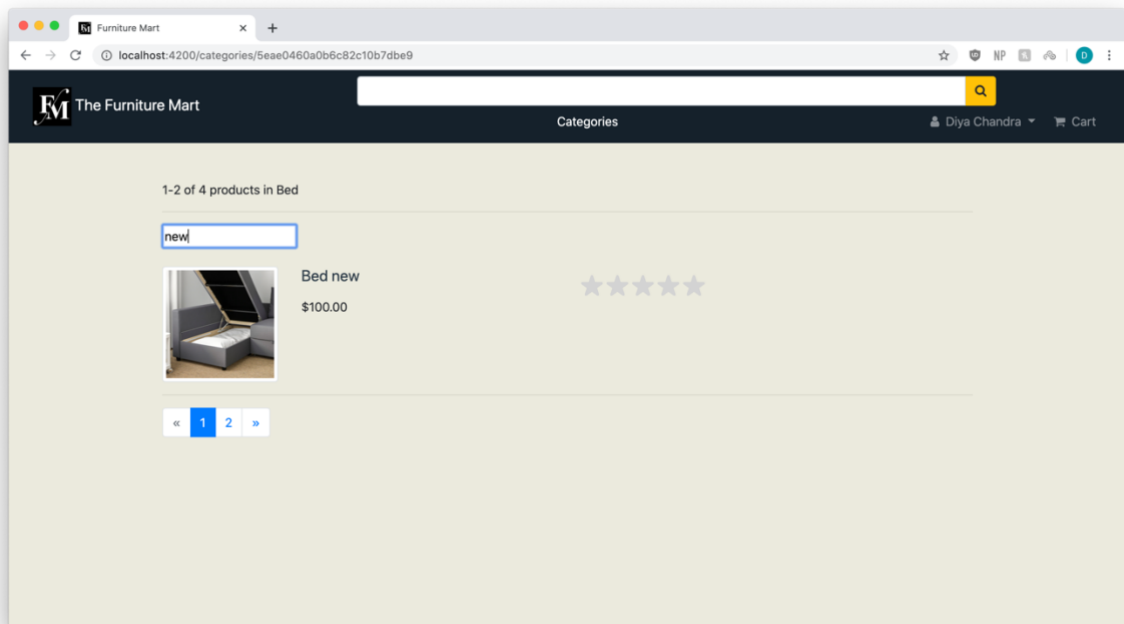 Furniture Mart
localhost:4200/categories/5eae0460a0b6c82c10b7dbe9
NP
D
FM The Furniture Mart
Categories
Diya Chandra
Cart
1-2 of 4 products in Bed
new
Bed new
$100.00
« 1 2 »